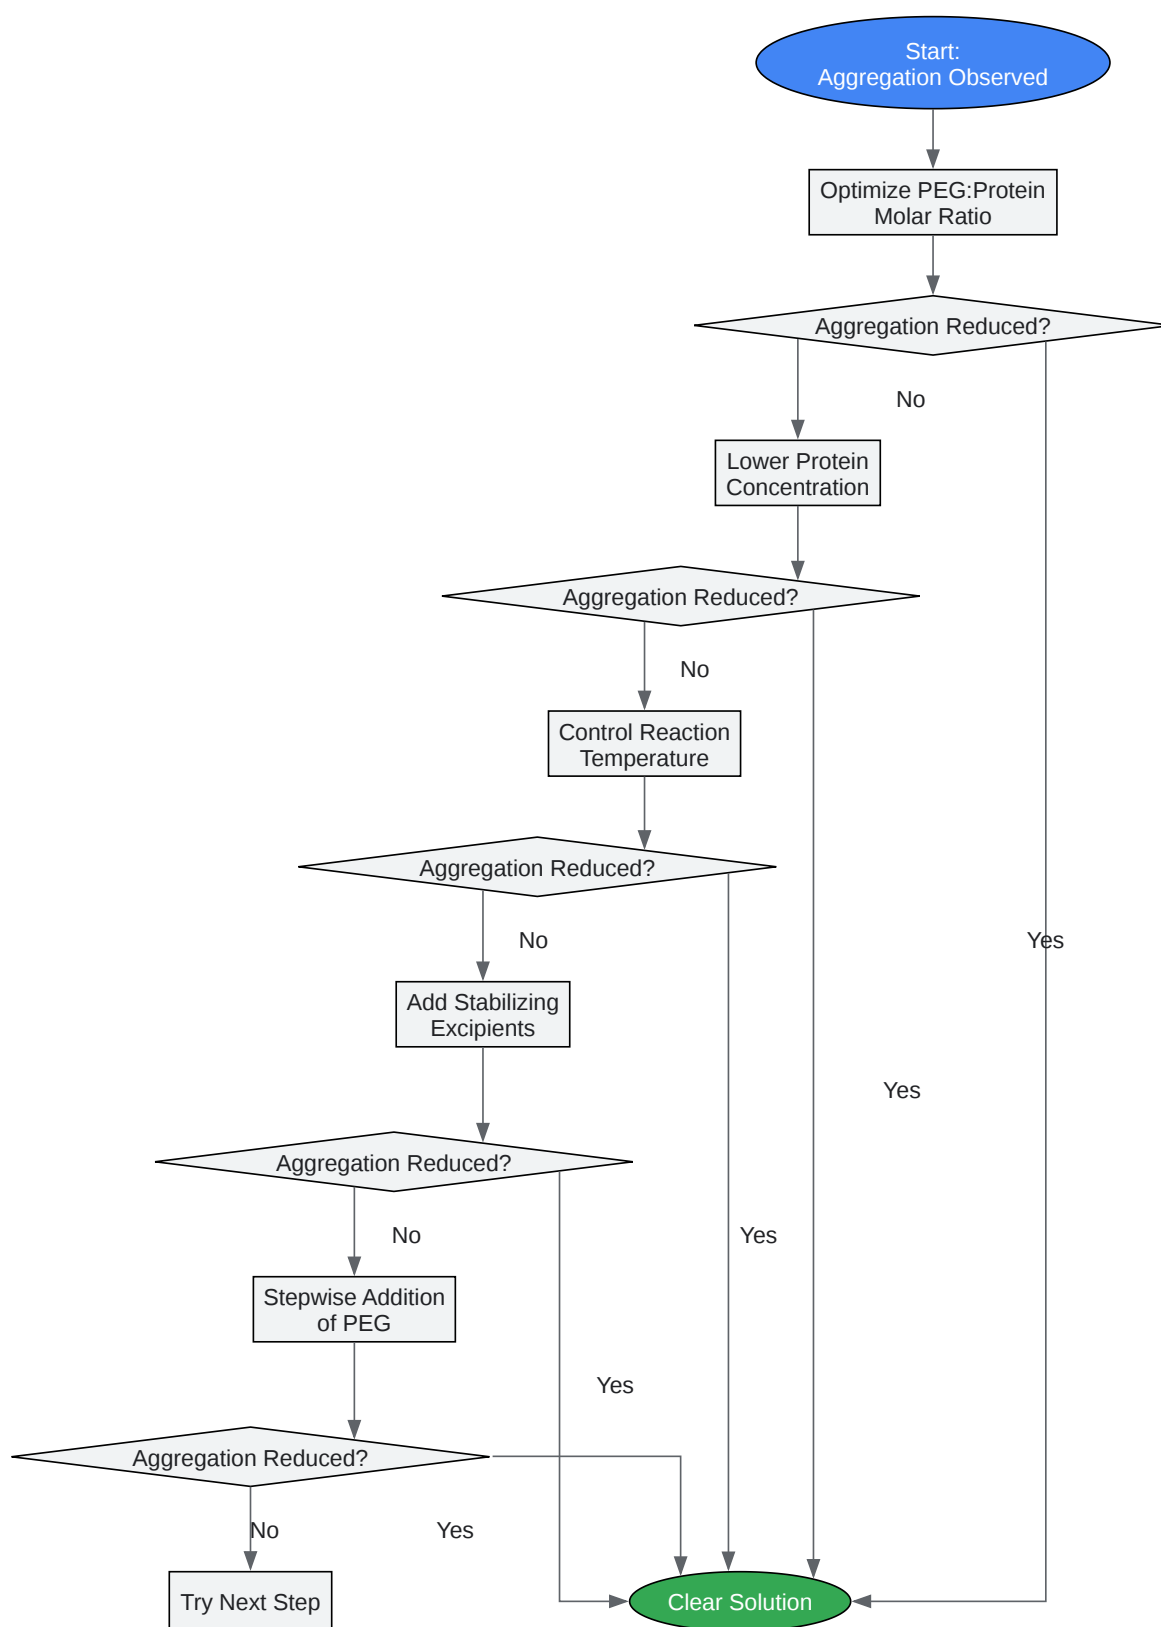 Start:
Aggregation Observed
Optimize PEG:Protein
Molar Ratio
Aggregation Reduced?
No
Lower Protein
Concentration
Aggregation Reduced?
No
Control Reaction
Temperature
Aggregation Reduced?
No
Yes
Add Stabilizing
Excipients
Yes
Aggregation Reduced?
No
Yes
Stepwise Addition
of PEG
Yes
Aggregation Reduced?
No
Yes
Try Next Step
Clear Solution